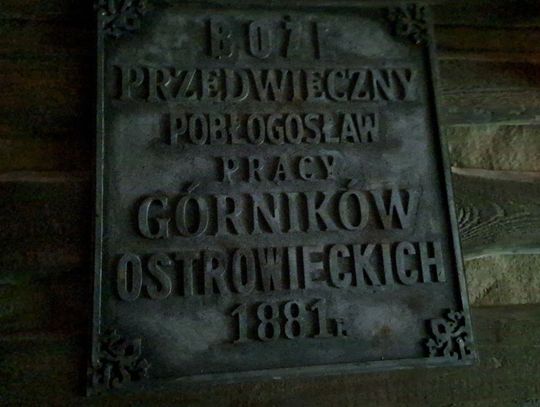 BOŻE
PRZEDWIECZNY
POBŁOGOSŁAW
PRACY
GÓRNIKÓW
OSTROWIECKICH
1881 r.